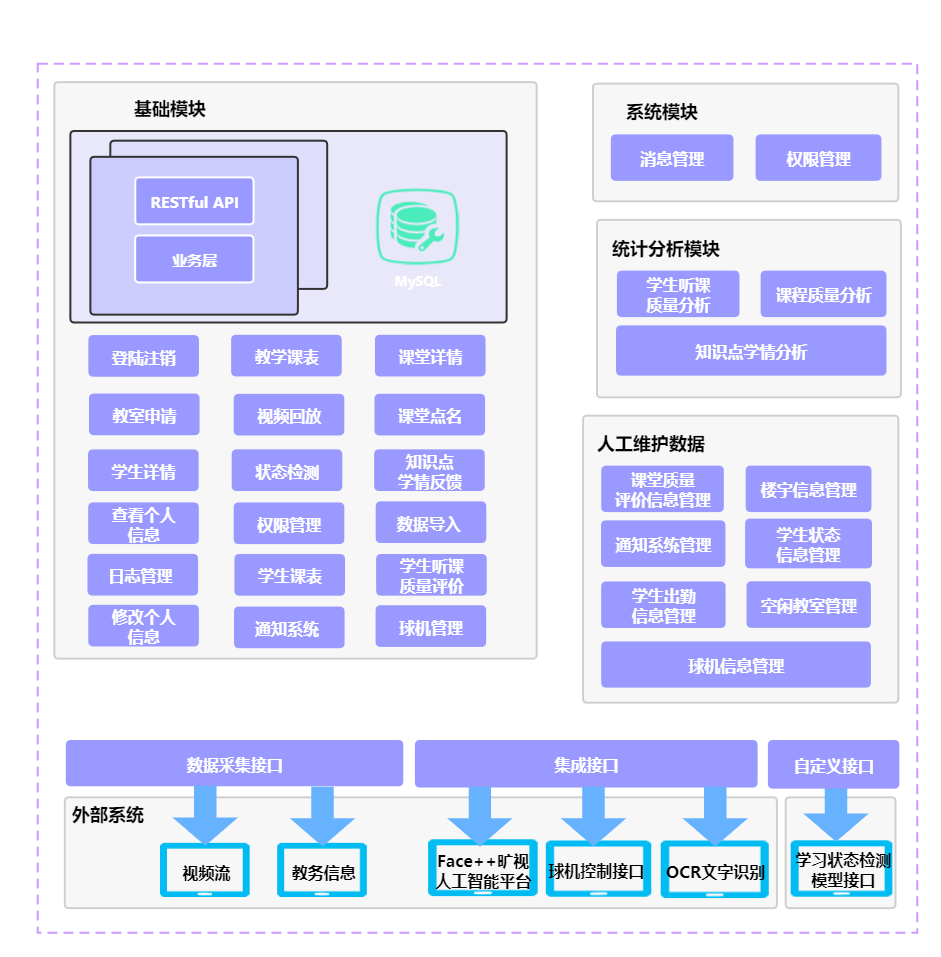 基础模块
RESTful API
业务层
MySQL
登陆注销
教学课表
课堂详情
教室申请
视频回放
课堂点名
学生详情
状态检测
知识点
学情反馈
查看个人
信息
权限管理
数据导入
日志管理
学生课表
学生听课
质量评价
修改个人
信息
通知系统
球机管理
系统模块
消息管理
权限管理
统计分析模块
学生听课
质量分析
课程质量分析
知识点学情分析
人工维护数据
课堂质量
评价信息管理
楼宇信息管理
通知系统管理
学生状态
信息管理
学生出勤
信息管理
空闲教室管理
球机信息管理
数据采集接口
集成接口
自定义接口
外部系统
视频流
教务信息
Face++旷视
人工智能平台
球机控制接口
OCR文字识别
学习状态检测
模型接口